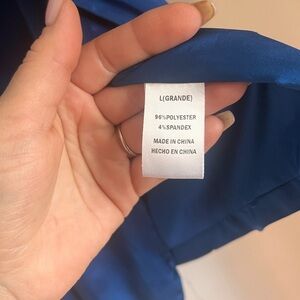 L(GRANDE)
96%POLYESTER
4%SPANDEX
MADE IN CHINA
HECHO EN CHINA